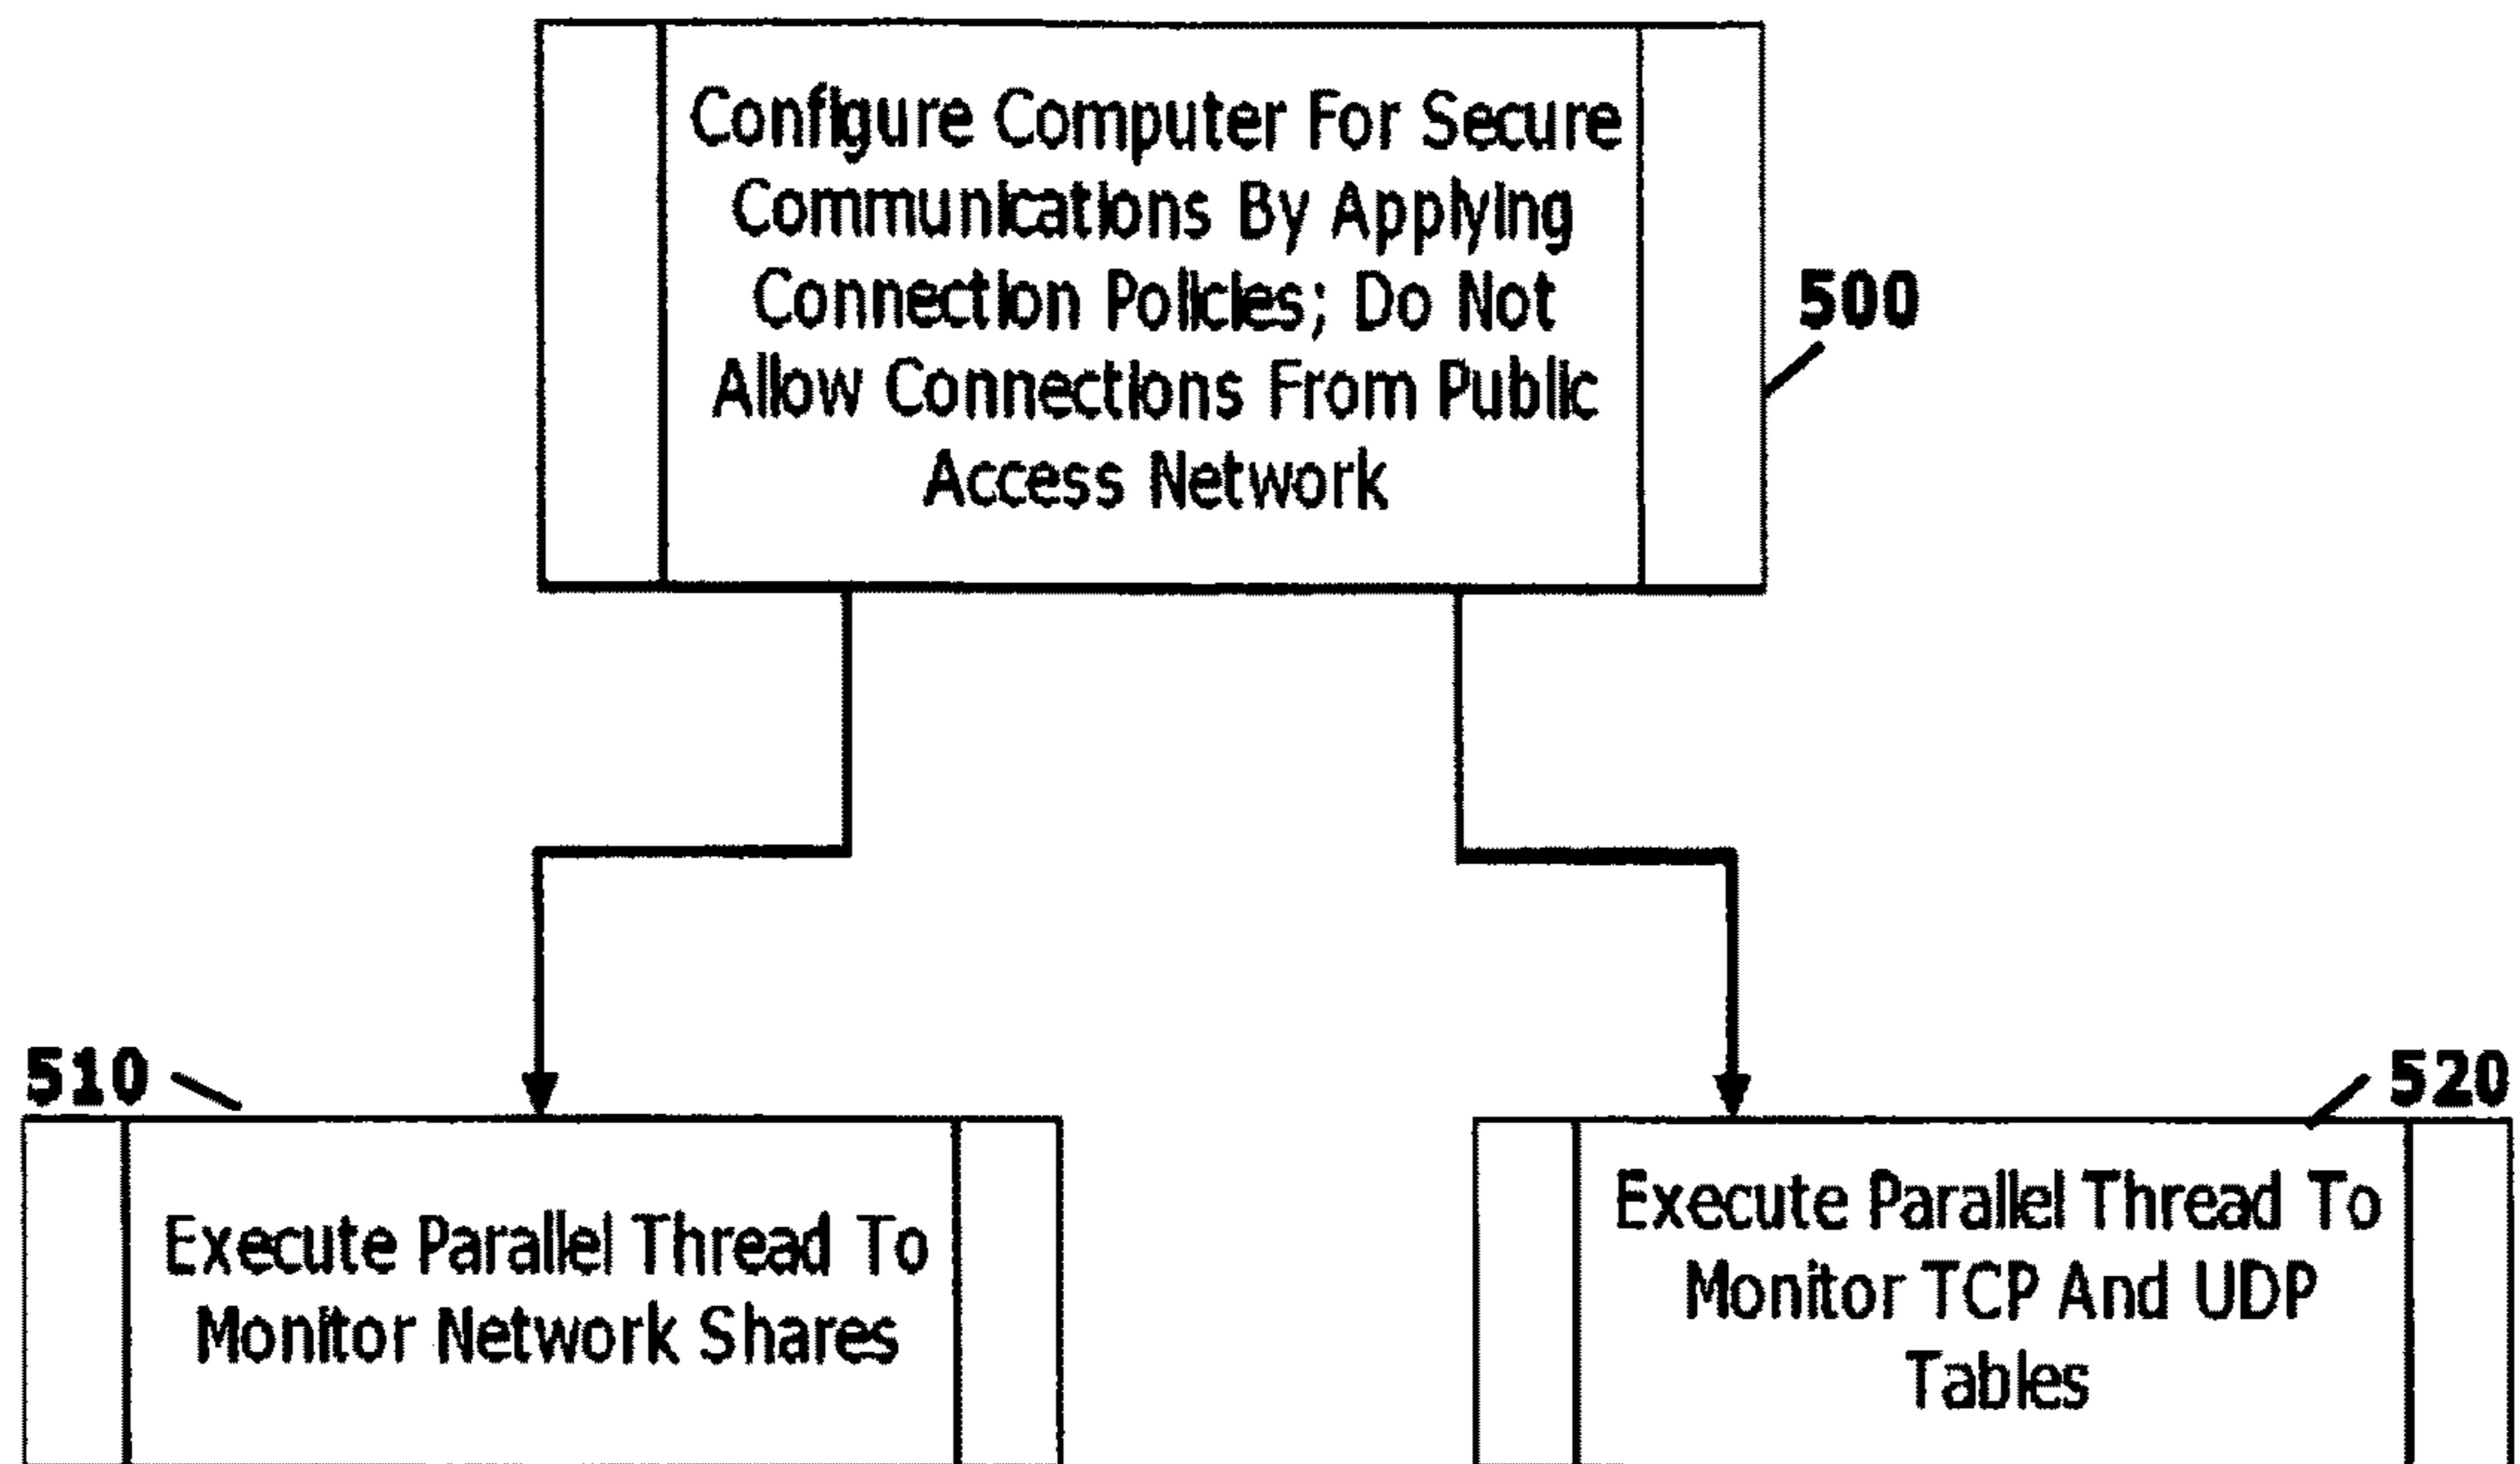 Configure Computer For Secure
Communications By Applying
Connection Policies; Do Not
Allow Connections From Public
Access Network
500
510
520
Execute Parallel Thread To
Monitor Network Shares
Execute Parallel Thread To
Monitor TCP And UDP
Tables